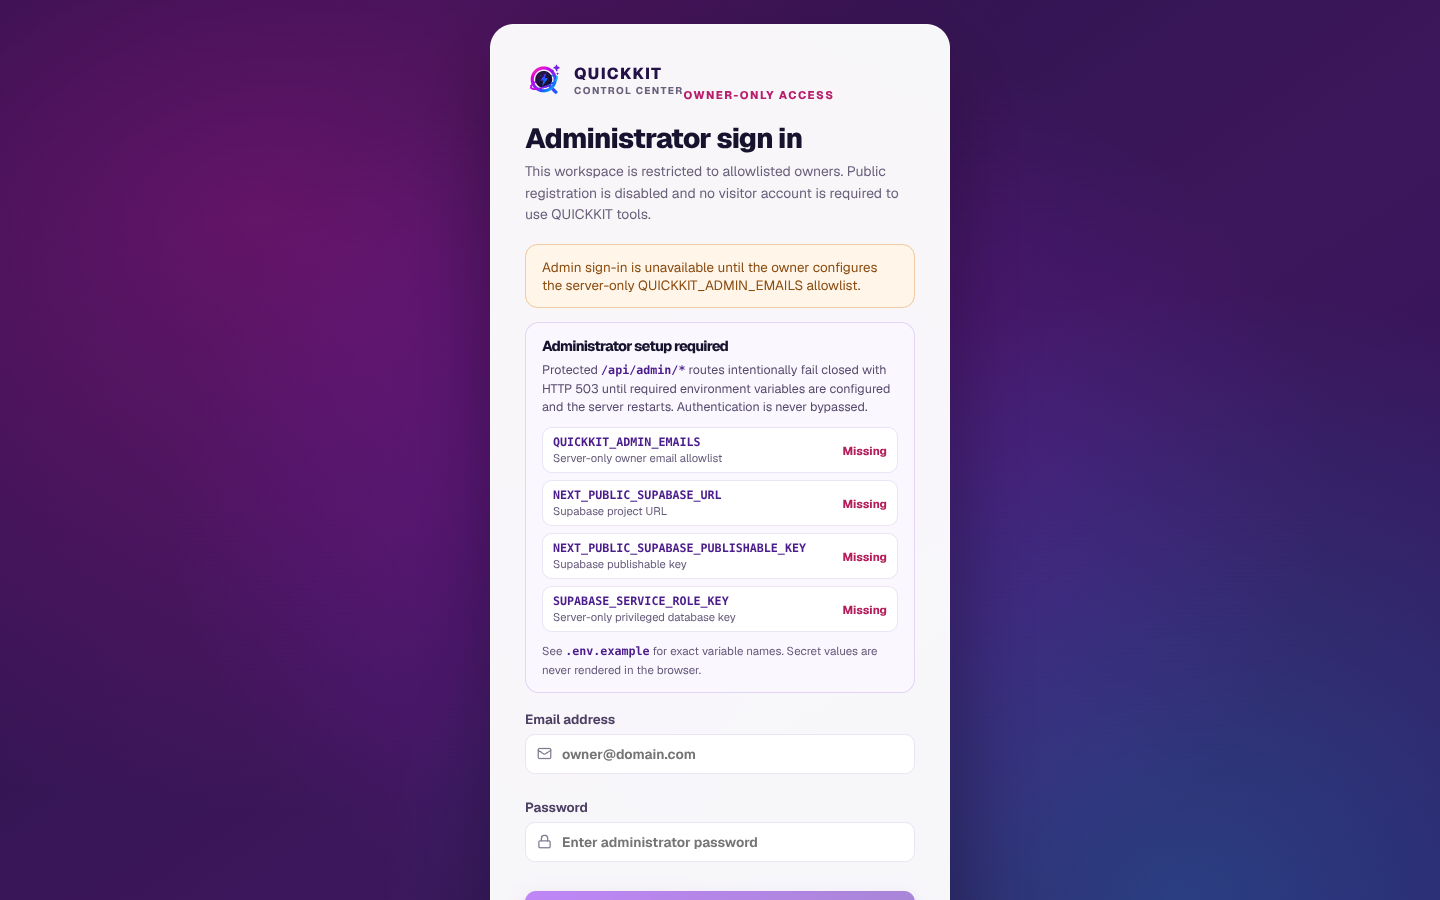 QUICKKIT
CONTROL CENTER
OWNER-ONLY ACCESS
Administrator sign in
This workspace is restricted to allowlisted owners. Public
registration is disabled and no visitor account is required to
use QUICKKIT tools.
Admin sign-in is unavailable until the owner configures
the server-only QUICKKIT_ADMIN_EMAILS allowlist.
Administrator setup required
Protected /api/admin/* routes intentionally fail closed with
HTTP 503 until required environment variables are configured
and the server restarts. Authentication is never bypassed.
QUICKKIT_ADMIN_EMAILS
Server-only owner email allowlist
Missing
NEXT_PUBLIC_SUPABASE_URL
Supabase project URL
Missing
NEXT_PUBLIC_SUPABASE_PUBLISHABLE_KEY
Supabase publishable key
Missing
SUPABASE_SERVICE_ROLE_KEY
Server-only privileged database key
Missing
See .env.example for exact variable names. Secret values are
never rendered in the browser.
Email address
owner@domain.com
Password
Enter administrator password